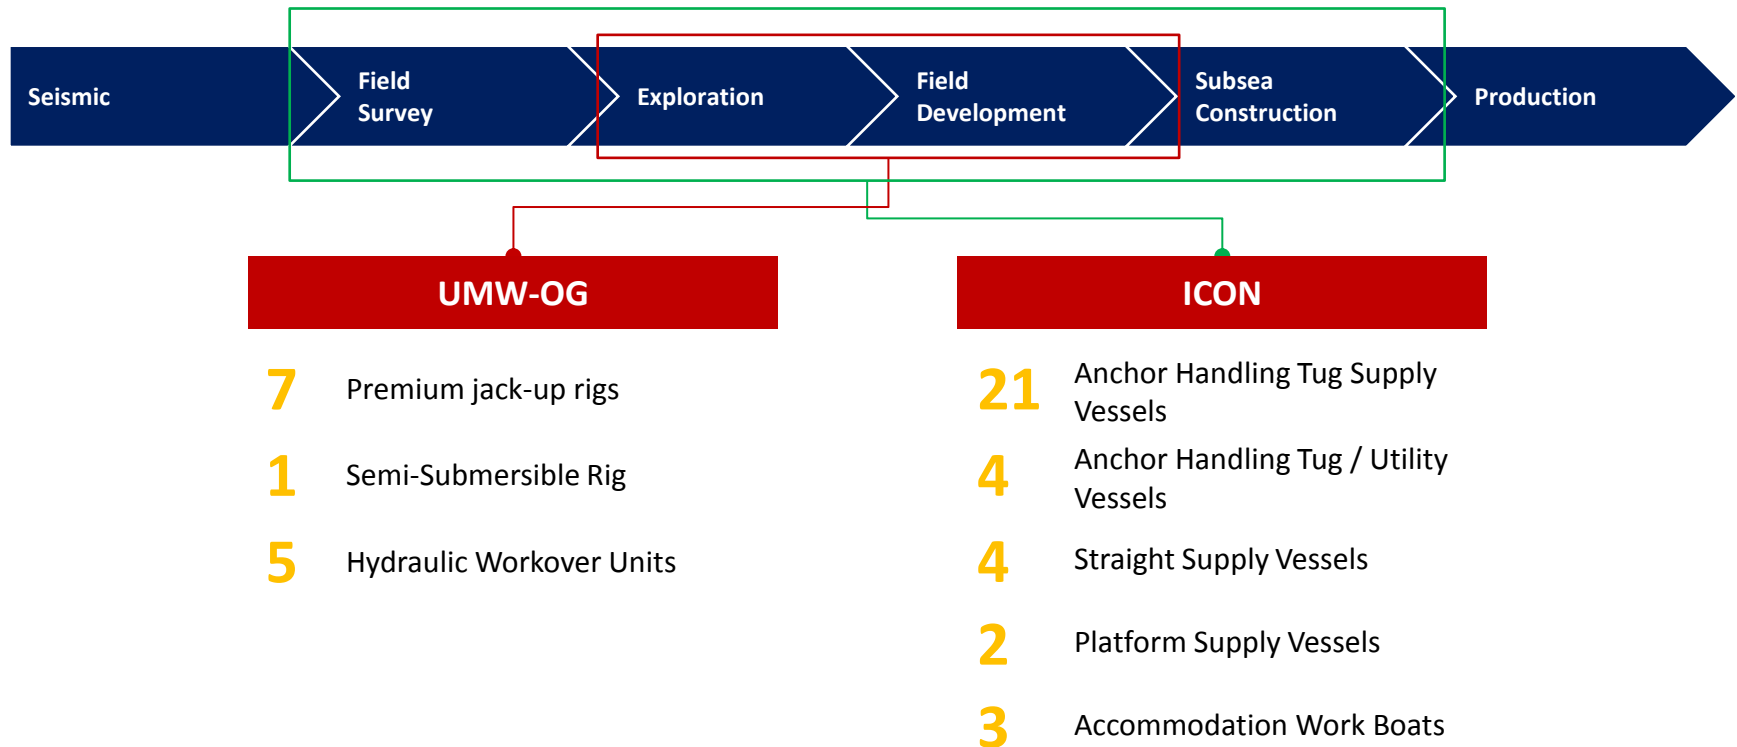 Seismic
Field
Survey
Exploration
Field
Development
Subsea
Construction
Production
UMW-OG
7 Premium jack-up rigs
1 Semi-Submersible Rig
5 Hydraulic Workover Units
ICON
21 Anchor Handling Tug Supply
Vessels
4 Anchor Handling Tug / Utility
Vessels
4 Straight Supply Vessels
2 Platform Supply Vessels
3 Accommodation Work Boats